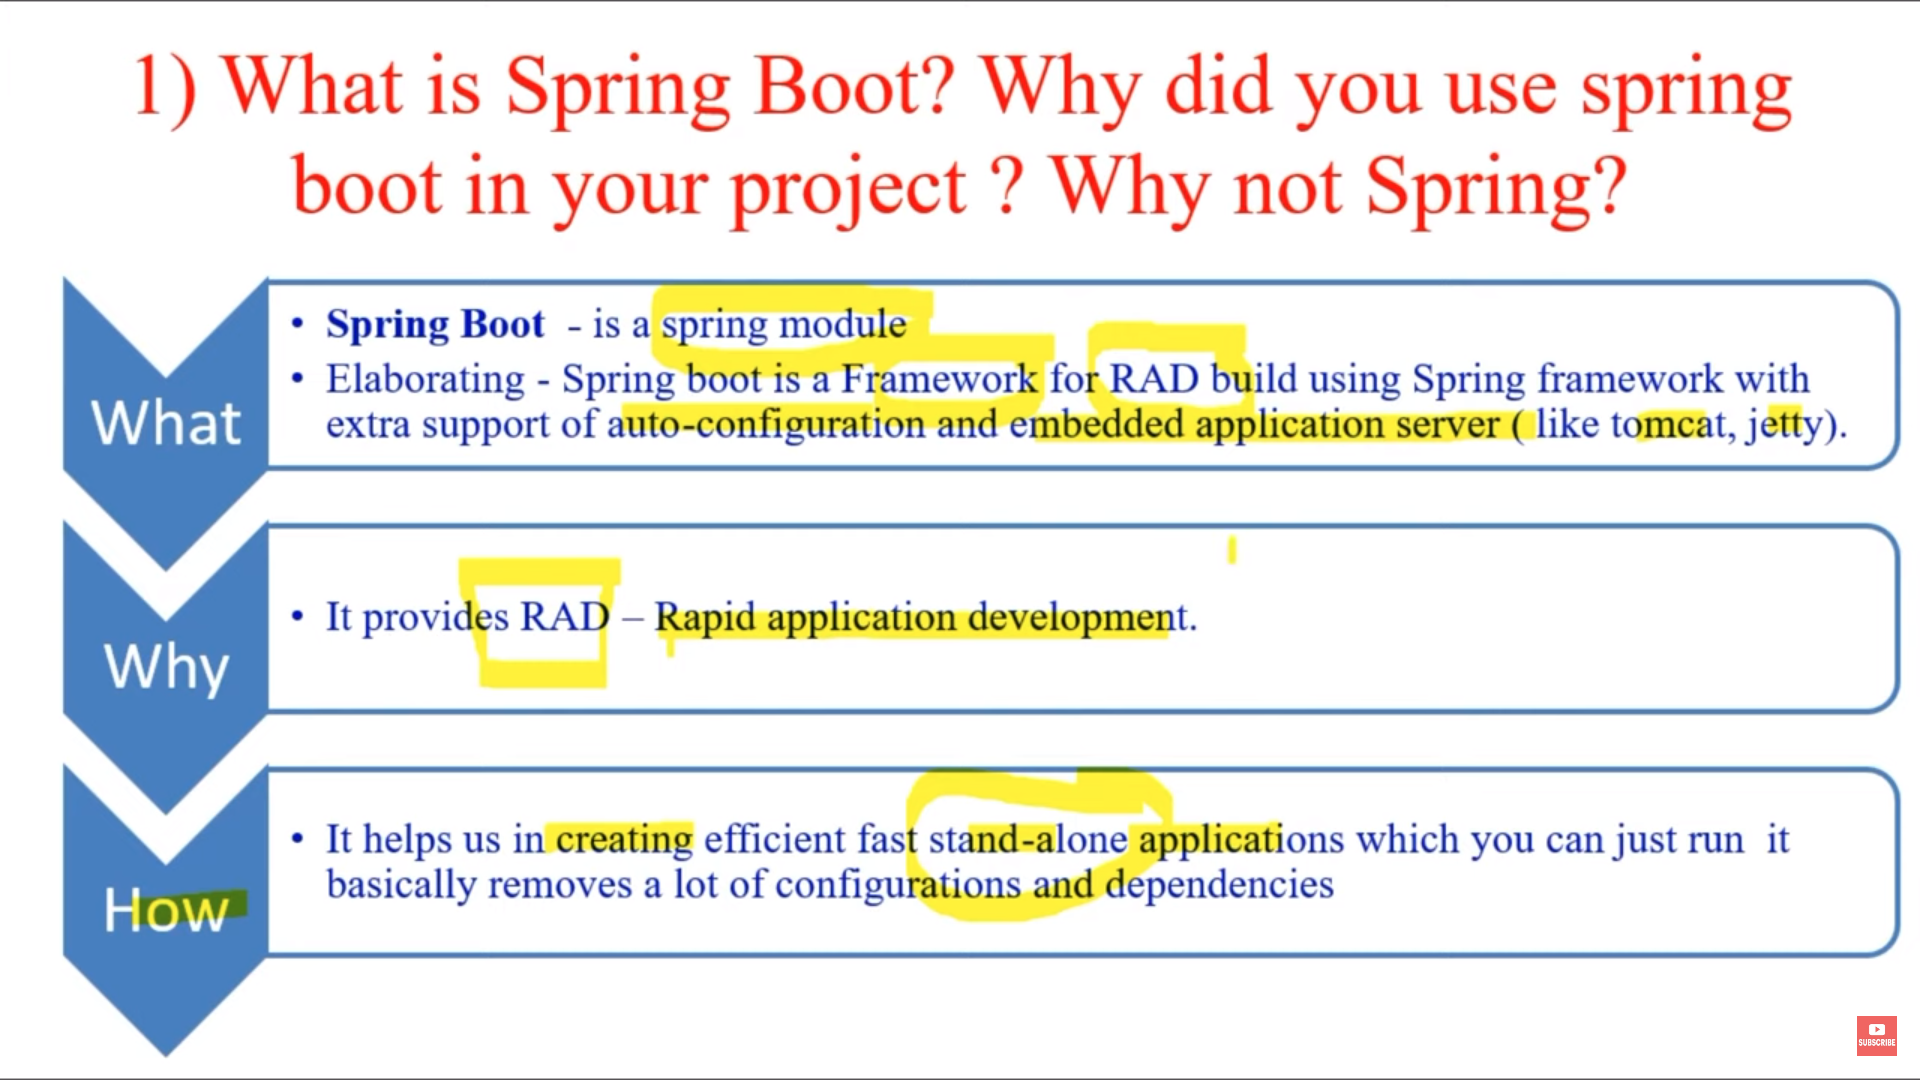 1) What is Spring Boot? Why did you use spring
boot in your project ? Why not Spring?
What
• Spring Boot - is a spring module
• Elaborating - Spring boot is a Framework for RAD build using Spring framework with
extra support of auto-configuration and embedded application server ( like tomcat, jetty).
Why
• It provides RAD – Rapid application development.
How
• It helps us in creating efficient fast stand-alone applications which you can just run it
basically removes a lot of configurations and dependencies
SUBSCRIBE